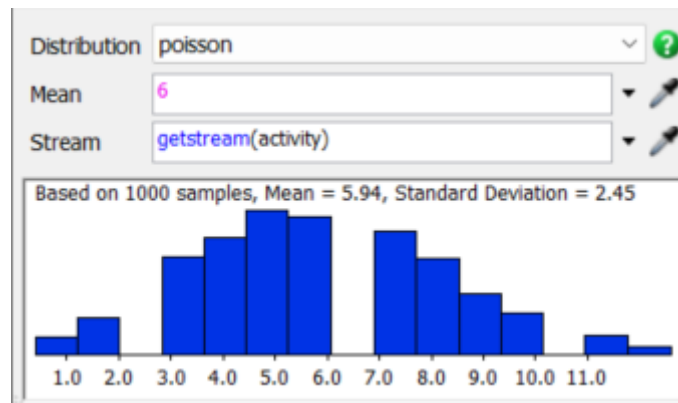 Distribution poisson
Mean 6
Stream getstream(activity)
Based on 1000 samples, Mean = 5.94, Standard Deviation = 2.45
1.0 2.0 3.0 4.0 5.0 6.0 7.0 8.0 9.0 10.0 11.0